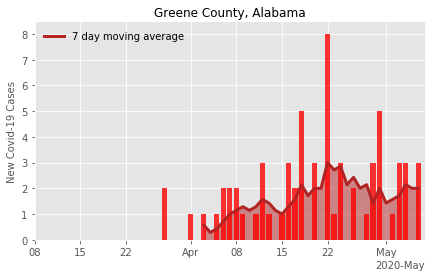 Greene County, Alabama
7 day moving average
New Covid-19 Cases
8
7
6
5
4
3
2
1
0
08 15 22 Apr 08 15 22 May
2020-May